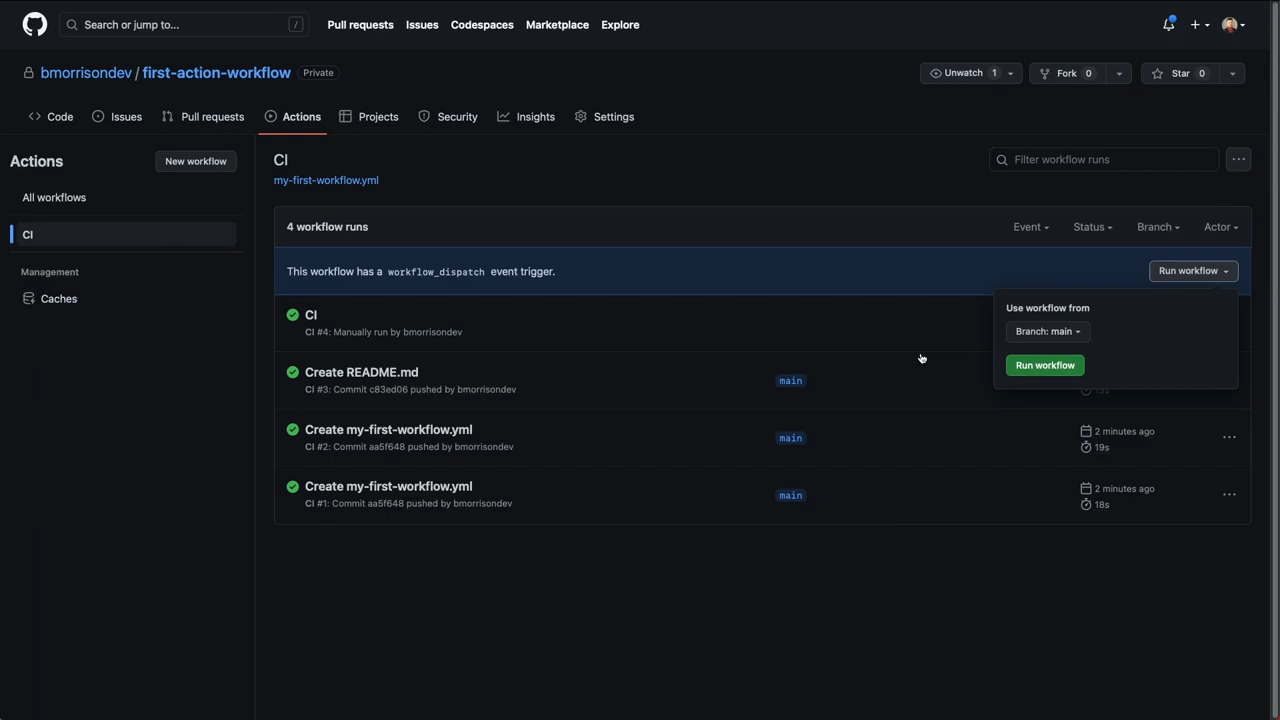 Search or jump to...
/
Pull requests
Issues
Codespaces
Marketplace
Explore
bmorrisondev / first-action-workflow
Private
Unwatch 1
Fork 0
Star 0
Code
Issues
Pull requests
Actions
Projects
Security
Insights
Settings
Actions
New workflow
All workflows
CI
Management
Caches
CI
my-first-workflow.yml
Filter workflow runs
4 workflow runs
Event
Status
Branch
Actor
This workflow has a workflow_dispatch event trigger.
Run workflow
Use workflow from
Branch: main
Run workflow
CI
CI #4: Manually run by bmorrisondev
Create README.md
CI #3: Commit c83ed06 pushed by bmorrisondev
main
Create my-first-workflow.yml
CI #2: Commit aa5f648 pushed by bmorrisondev
main
2 minutes ago
19s
Create my-first-workflow.yml
CI #1: Commit aa5f648 pushed by bmorrisondev
main
2 minutes ago
18s